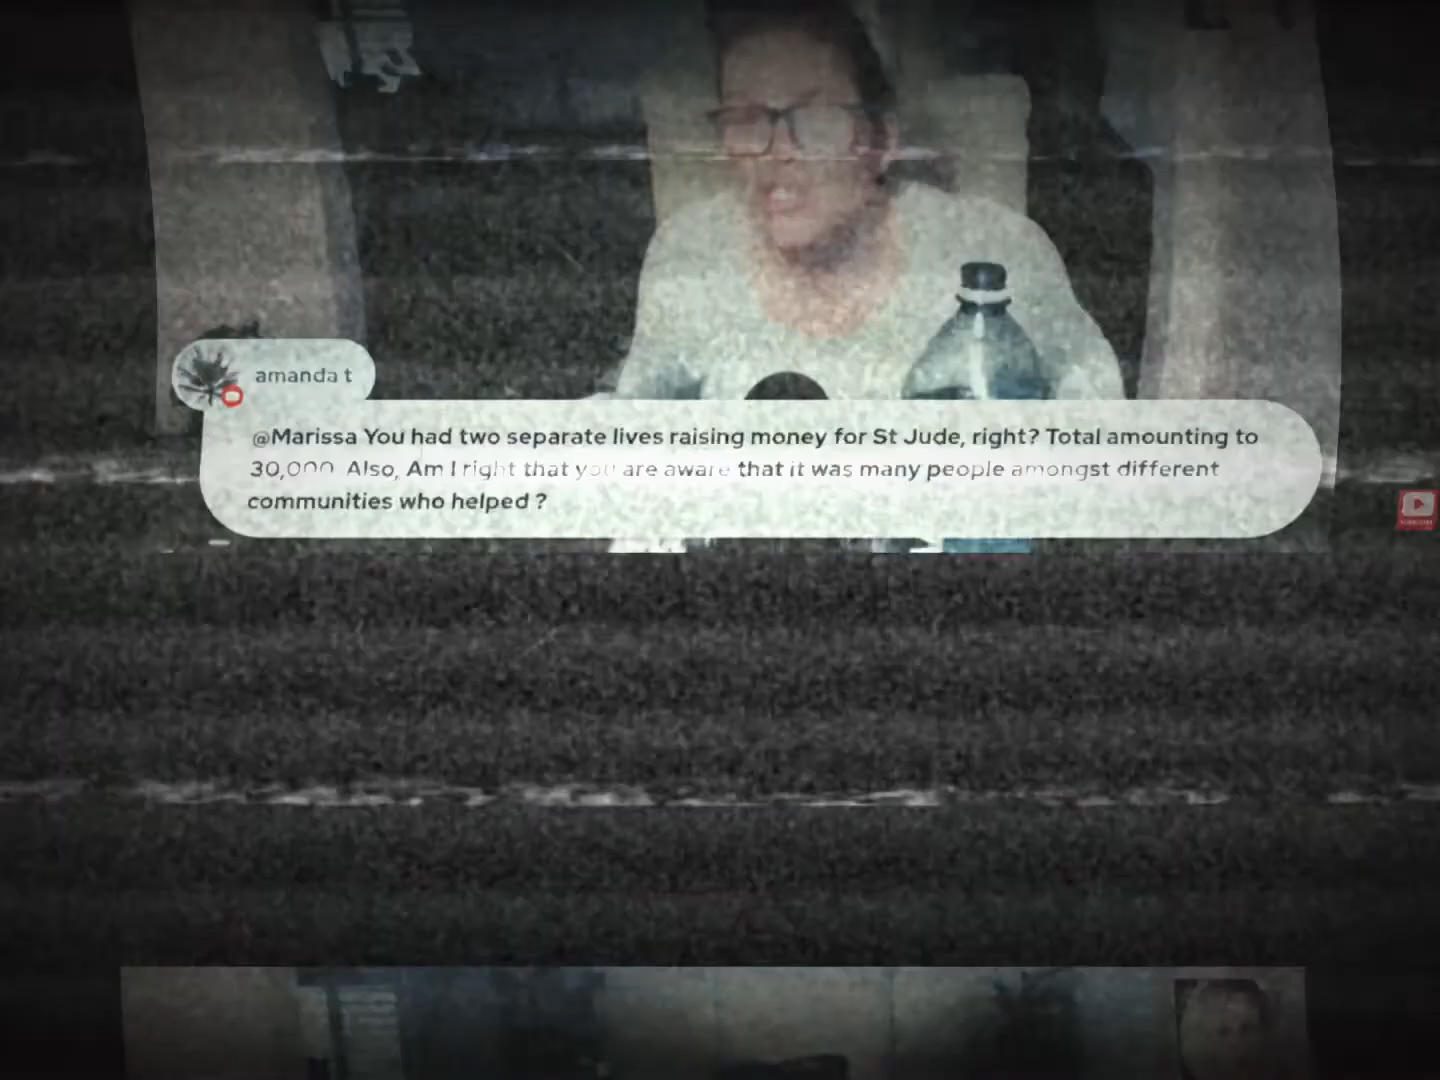 amanda t
@Marissa You had two separate lives raising money for St Jude, right? Total amounting to
30,000 Also, Am I right that you are aware that it was many people amongst different
communities who helped ?